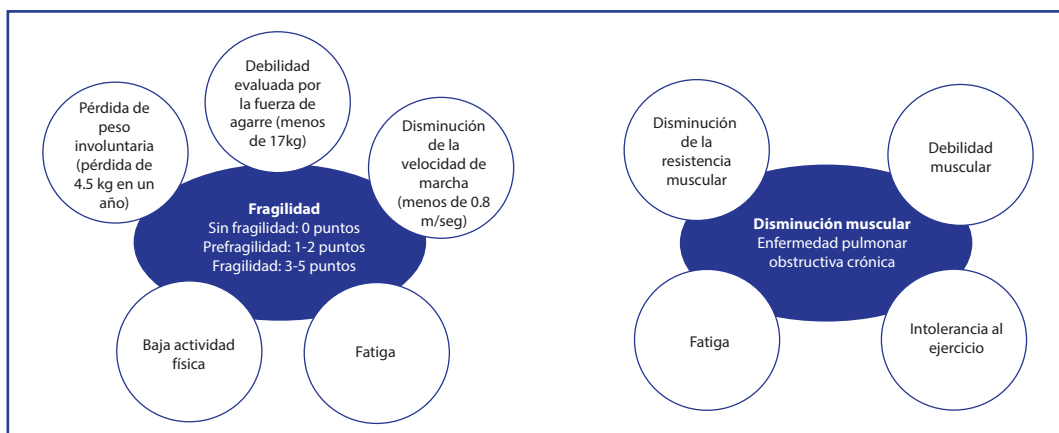 Pérdida de
peso
involuntaria
(pérdida de
4.5 kg en un
año)
Debilidad
evaluada por
la fuerza de
agarre (menos
de 17kg)
Disminución
de la
velocidad de
marcha
(menos de 0.8
m/seg)
Fragilidad
Sin fragilidad: 0 puntos
Prefragilidad: 1-2 puntos
Fragilidad: 3-5 puntos
Baja actividad
física
Fatiga
Disminución
de la
resistencia
muscular
Debilidad
muscular
Disminución muscular
Enfermedad pulmonar
obstructiva crónica
Fatiga
Intolerancia al
ejercicio